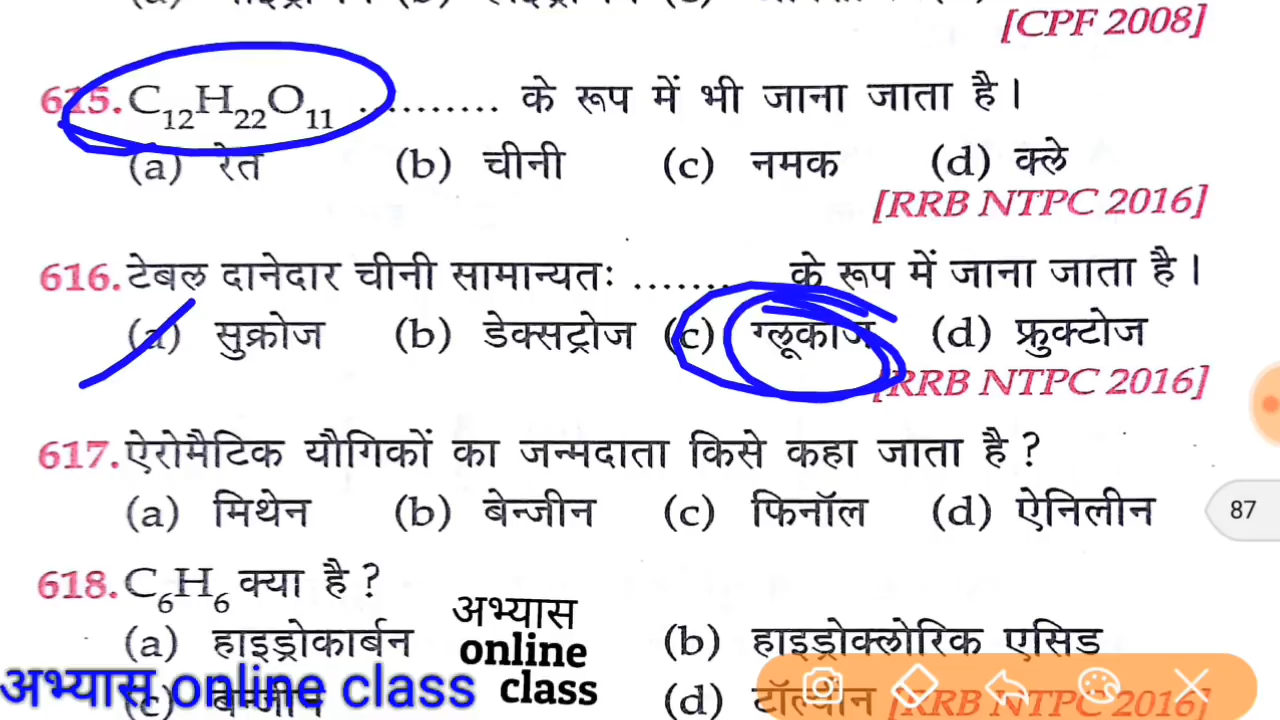 [CPF 2008]
615. C₁₂H₂₂O₁₁ .......... के रूप में भी जाना जाता है।
(a) रेत (b) चीनी (c) नमक (d) क्ले
[RRB NTPC 2016]
616. टेबल दानेदार चीनी सामान्यतः ........ के रूप में जाना जाता है।
(a) सुक्रोज (b) डेक्सट्रोज (c) ग्लूकोज (d) फ्रुक्टोज
[RRB NTPC 2016]
617. ऐरोमैटिक यौगिकों का जन्मदाता किसे कहा जाता है ?
(a) मिथेन (b) बेन्जीन (c) फिनॉल (d) ऐनिलीन
87
618. C₆H₆ क्या है ?
(a) हाइड्रोकार्बन (b) हाइड्रोक्लोरिक एसिड
अभ्यास
online
class
(c) बेन्जीन (d) टॉल्यीन [RRB NTPC 2016]
अभ्यास online class